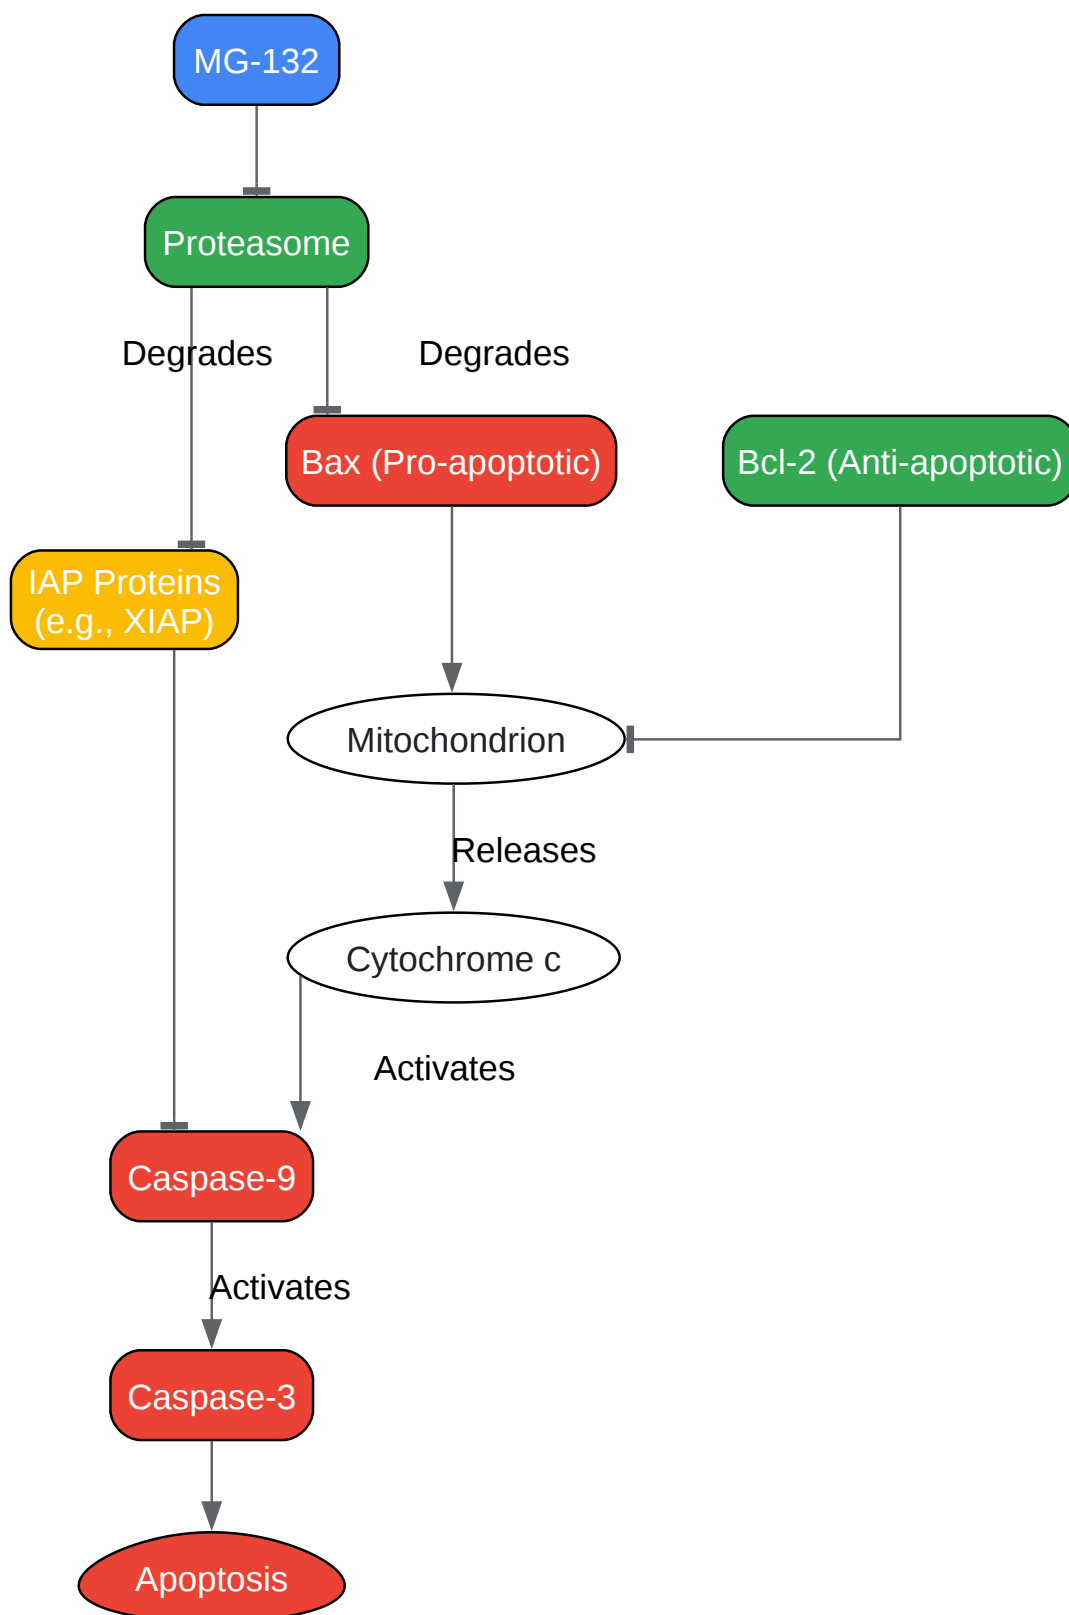 MG-132
Proteasome
Degrades
Degrades
Bax (Pro-apoptotic)
Bcl-2 (Anti-apoptotic)
IAP Proteins
(e.g., XIAP)
Mitochondrion
Releases
Cytochrome c
Activates
Caspase-9
Activates
Caspase-3
Apoptosis